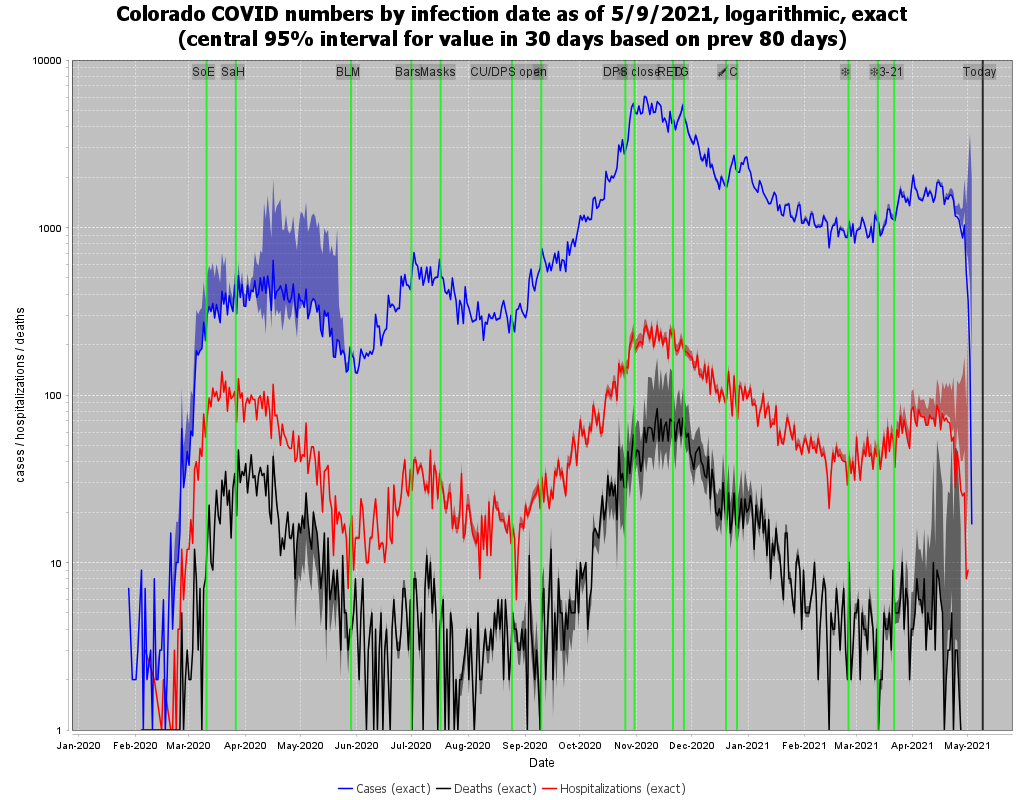 Colorado COVID numbers by infection date as of 5/9/2021, logarithmic, exact
(central 95% interval for value in 30 days based on prev 80 days)
SoE SaH BLM Bars Masks CU/DPS open DPS close C 3-21 Today
10000
1000
100
10
1
cases / hospitalizations / deaths
Jan-2020 Feb-2020 Mar-2020 Apr-2020 May-2020 Jun-2020 Jul-2020 Aug-2020 Sep-2020 Oct-2020 Nov-2020 Dec-2020 Jan-2021 Feb-2021 Mar-2021 Apr-2021 May-2021
Date
Cases (exact) Deaths (exact) Hospitalizations (exact)